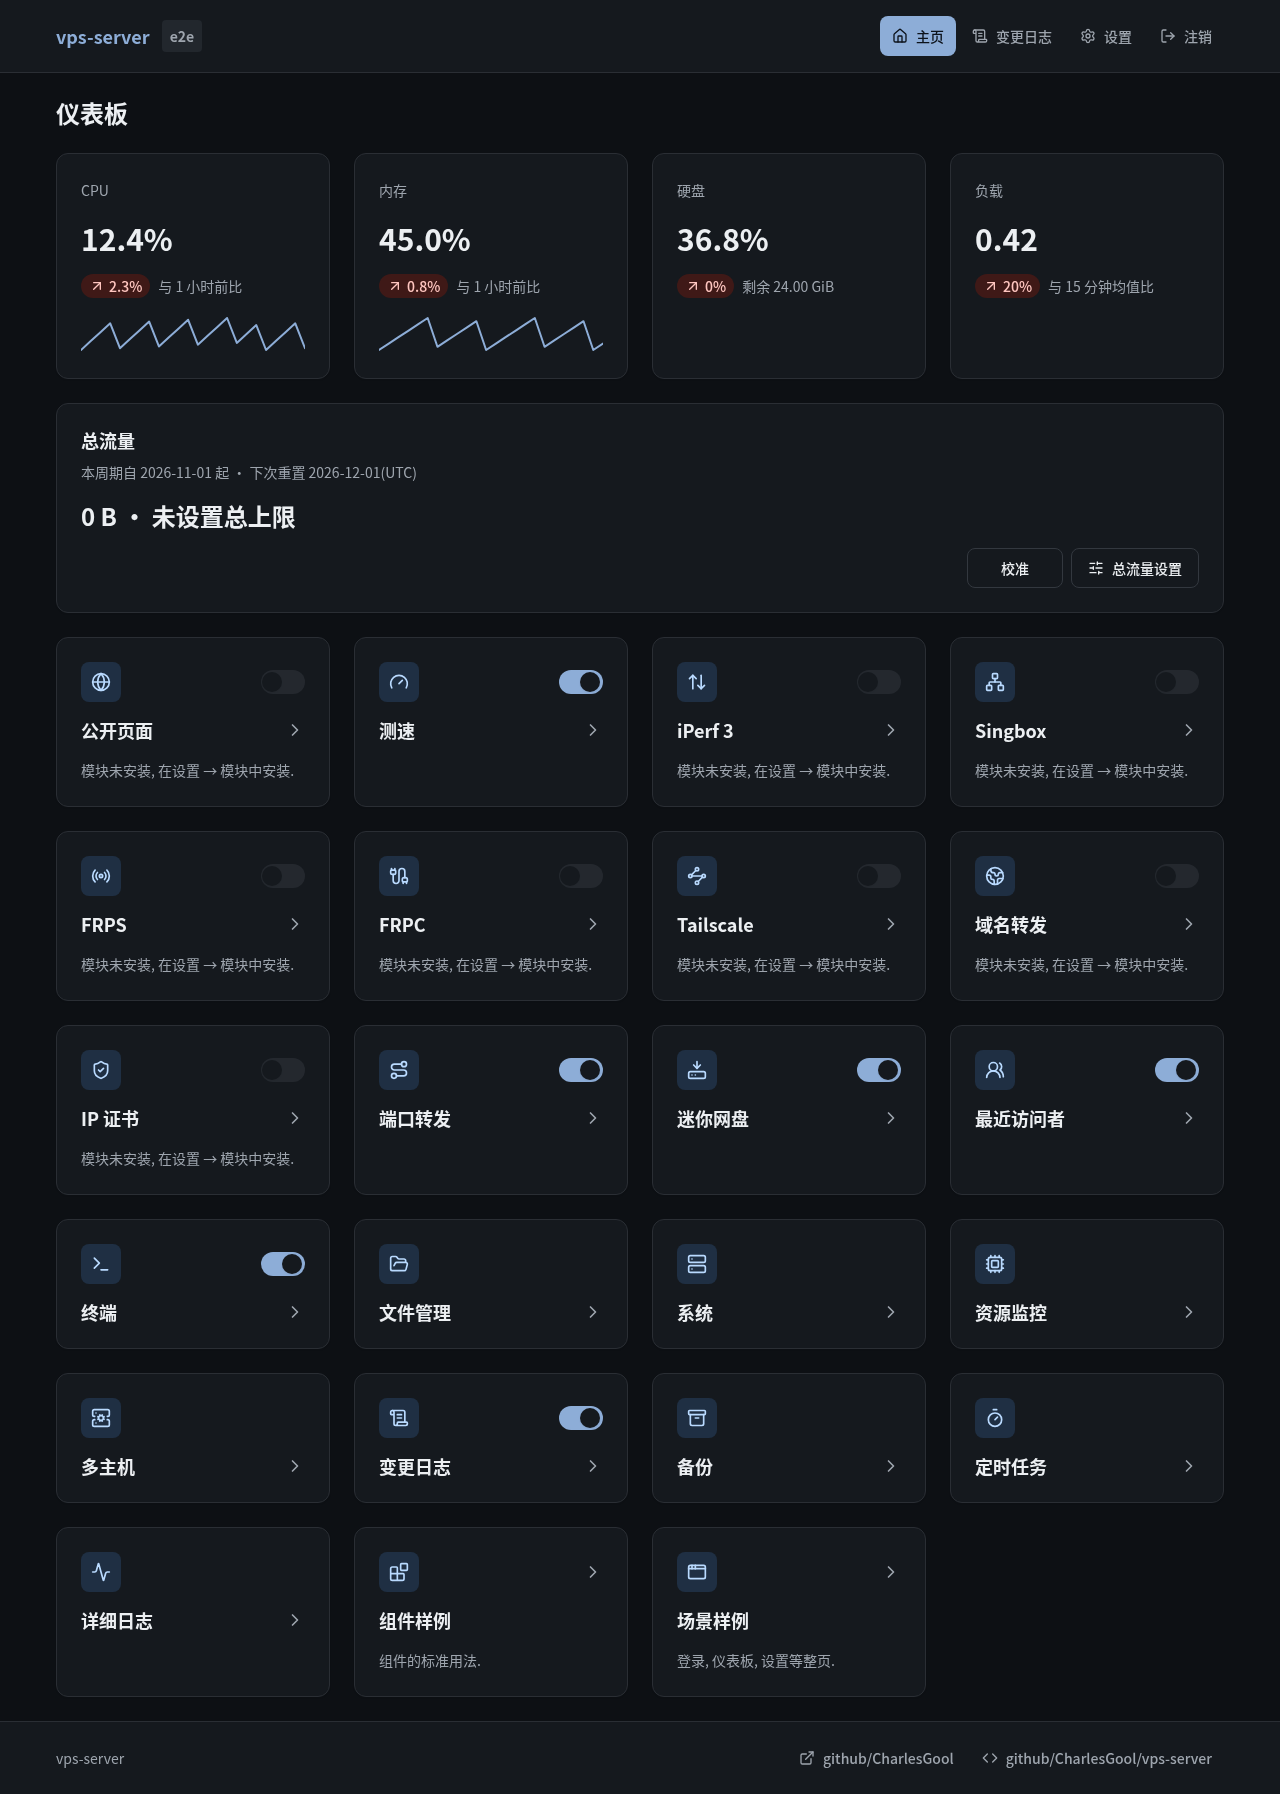 vps-server e2e 主页 变更日志 设置 注销
仪表板
CPU 内存 硬盘 负载
12.4% 45.0% 36.8% 0.42
2.3% 与 1 小时前比 0.8% 与 1 小时前比 0% 剩余 24.00 GiB 20% 与 15 分钟均值比
总流量
本周期自 2026-11-01 起 · 下次重置 2026-12-01(UTC)
0 B · 未设置总上限
校准 总流量设置
公开页面 测速 iPerf 3 Singbox
模块未安装, 在设置 → 模块中安装. 模块未安装, 在设置 → 模块中安装. 模块未安装, 在设置 → 模块中安装.
FRPS FRPC Tailscale 域名转发
模块未安装, 在设置 → 模块中安装. 模块未安装, 在设置 → 模块中安装. 模块未安装, 在设置 → 模块中安装. 模块未安装, 在设置 → 模块中安装.
IP 证书 端口转发 迷你网盘 最近访问者
模块未安装, 在设置 → 模块中安装.
终端 文件管理 系统 资源监控
多主机 变更日志 备份 定时任务
详细日志 组件样例 场景样例
组件的标准用法. 登录, 仪表板, 设置等整页.
vps-server github/CharlesGool github/CharlesGool/vps-server